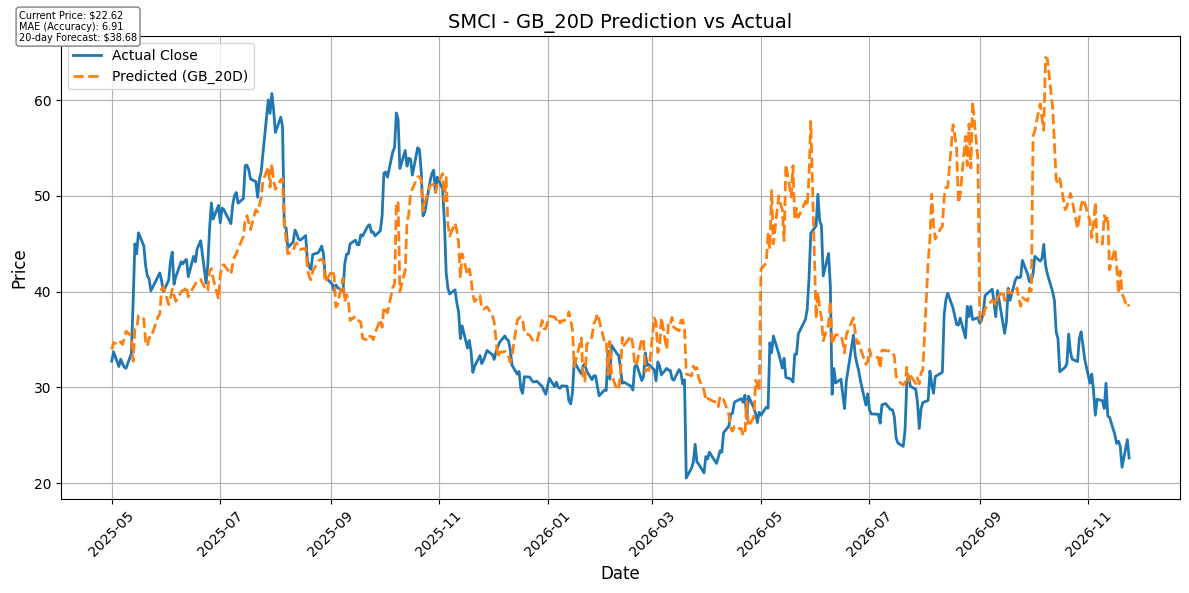 SMCI - GB_20D Prediction vs Actual
Current Price: $22.62
MAE (Accuracy): 6.91
20-day Forecast: $38.68
Actual Close
Predicted (GB_20D)
Price
60
50
40
30
20
2025-05
2025-07
2025-09
2025-11
2026-01
2026-03
2026-05
2026-07
2026-09
2026-11
Date